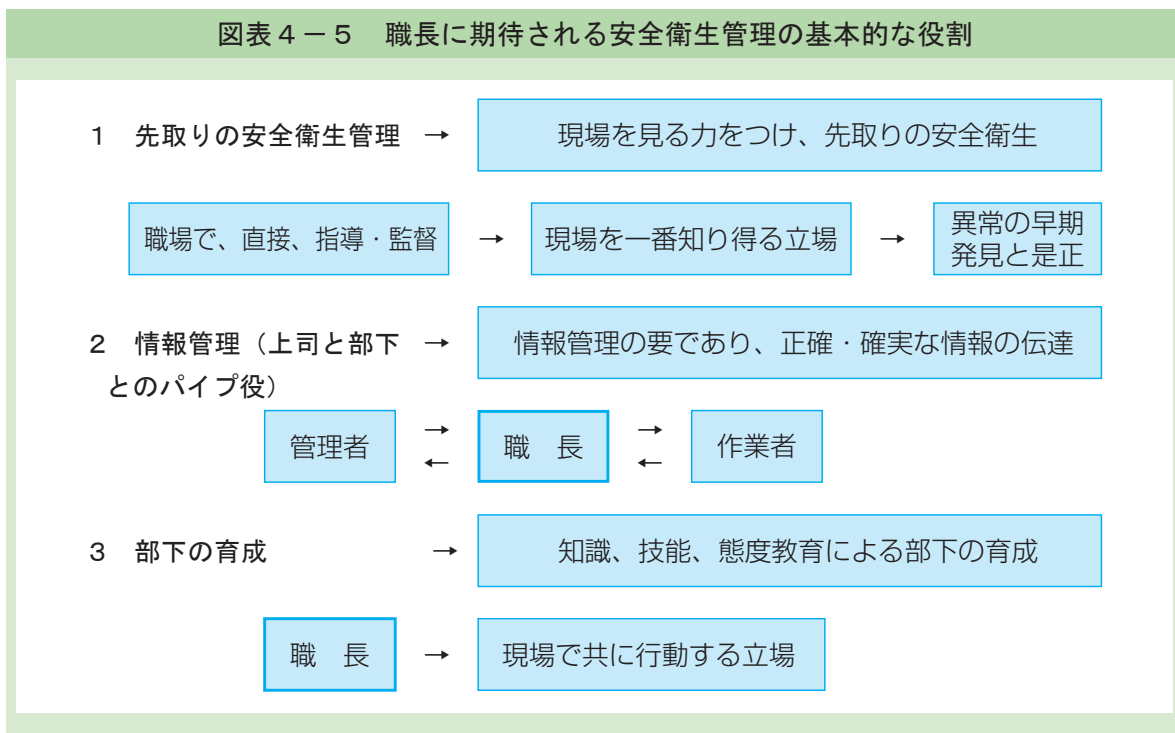 図表4－5 職長に期待される安全衛生管理の基本的な役割
1 先取りの安全衛生管理 → 現場を見る力をつけ、先取りの安全衛生
職場で、直接、指導・監督 → 現場を一番知り得る立場 → 異常の早期
発見と是正
2 情報管理（上司と部下 → 情報管理の要であり、正確・確実な情報の伝達
とのパイプ役）
管理者 → ← 職 長 → ← 作業者
3 部下の育成 → 知識、技能、態度教育による部下の育成
職 長 → 現場で共に行動する立場